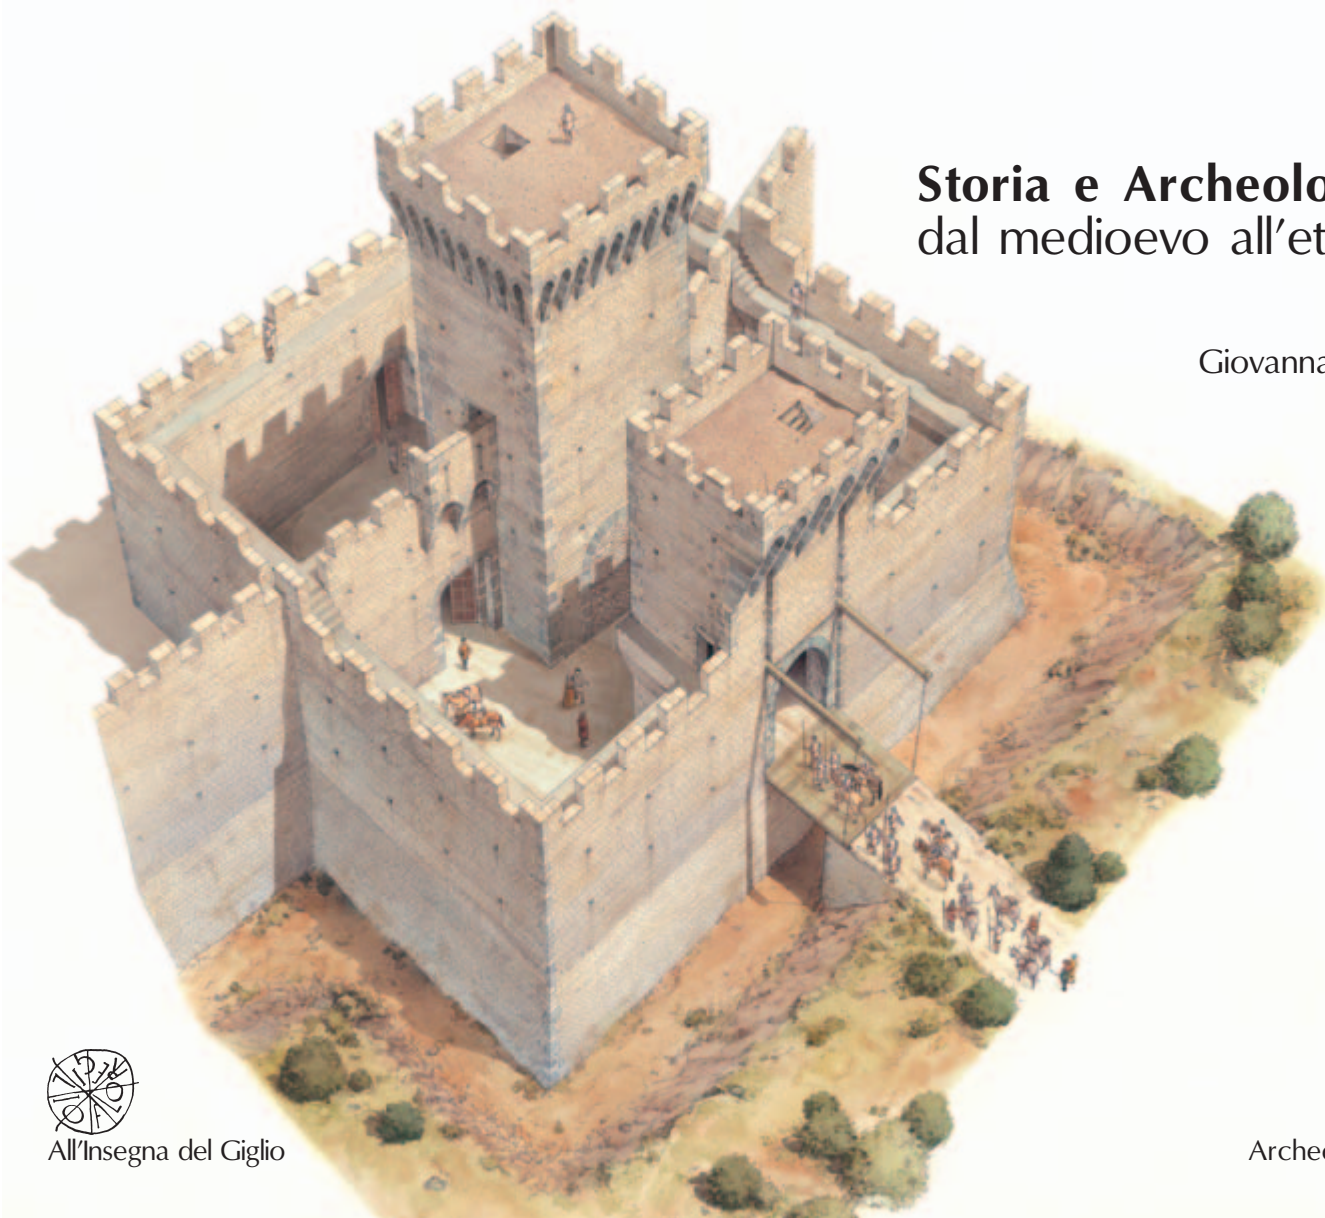 Storia e Archeolo
dal medioevo all'et
Giovanna
All'Insegna del Giglio
Archeo